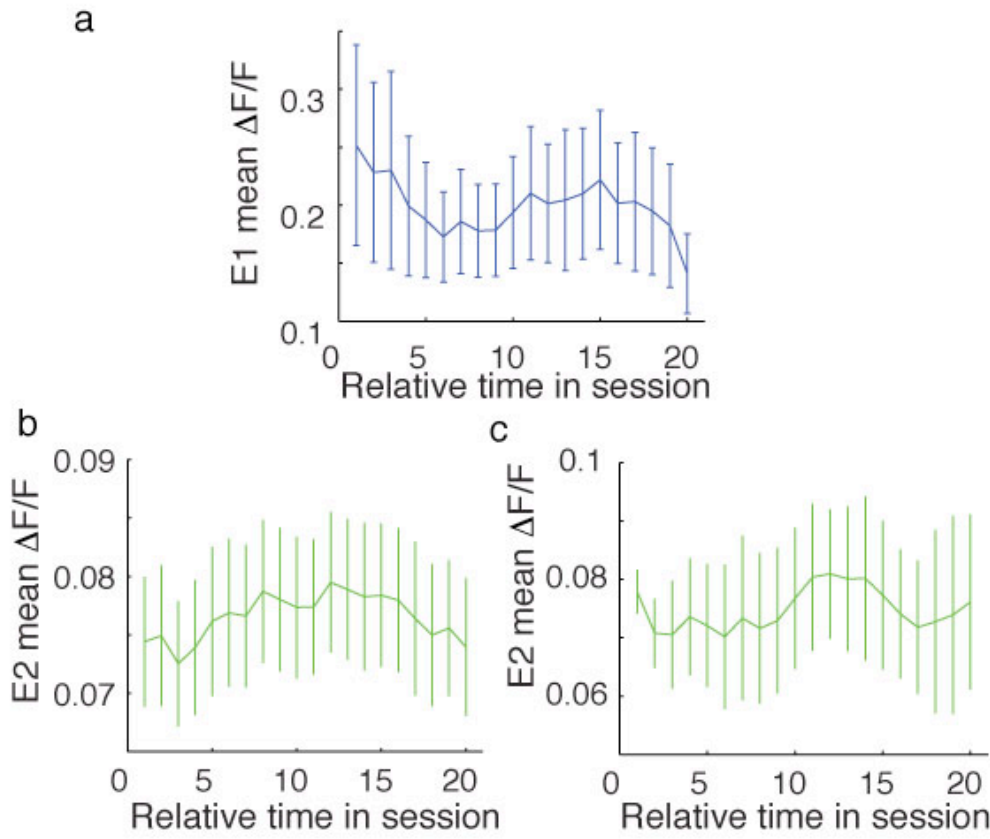 a
E1 mean ΔF/F
0.3
0.2
0.1
0 5 10 15 20
Relative time in session
b
E2 mean ΔF/F
0.09
0.08
0.07
0 5 10 15 20
Relative time in session
c
E2 mean ΔF/F
0.1
0.08
0.06
0 5 10 15 20
Relative time in session